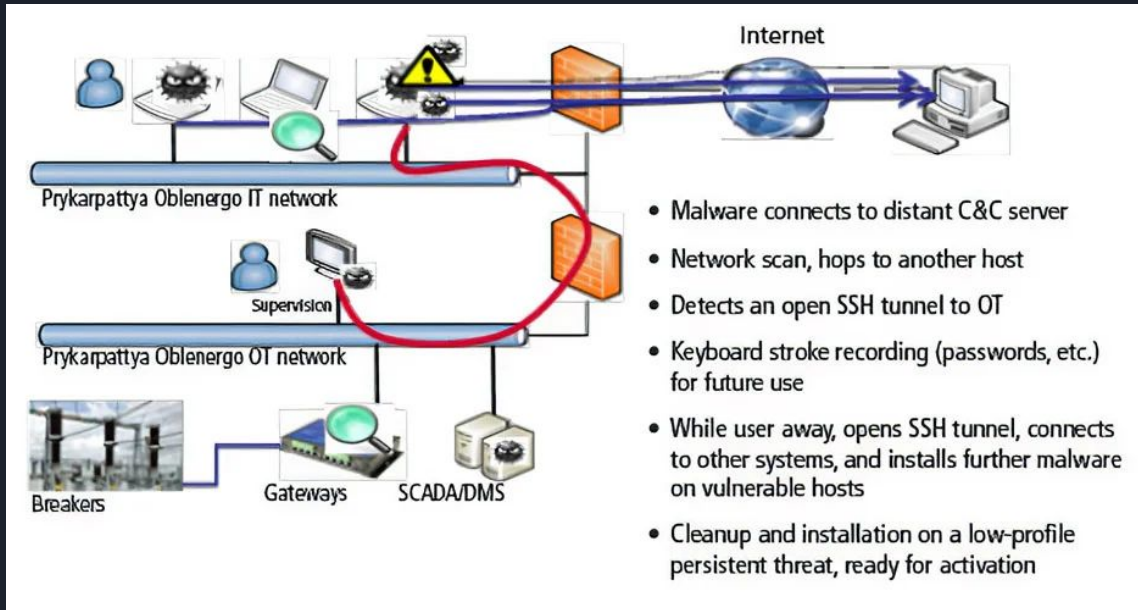 Internet
Prykarpattya Oblenergo IT network
Supervision
Prykarpattya Oblenergo OT network
Breakers
Gateways
SCADA/DMS
• Malware connects to distant C&C server
• Network scan, hops to another host
• Detects an open SSH tunnel to OT
• Keyboard stroke recording (passwords, etc.)
for future use
• While user away, opens SSH tunnel, connects
to other systems, and installs further malware
on vulnerable hosts
• Cleanup and installation on a low-profile
persistent threat, ready for activation